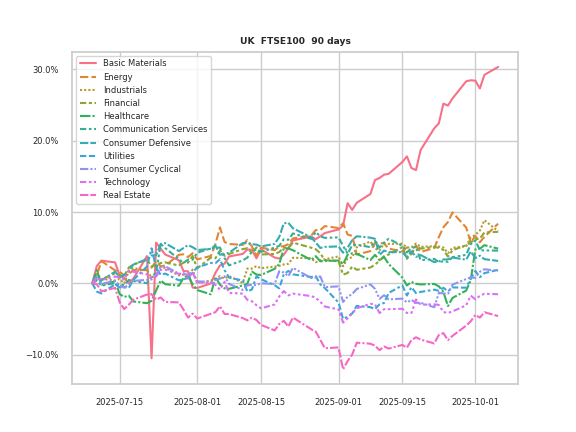 UK FTSE100 90 days
30.0%
20.0%
10.0%
0.0%
−10.0%
Basic Materials
Energy
Industrials
Financial
Healthcare
Communication Services
Consumer Defensive
Utilities
Consumer Cyclical
Technology
Real Estate
2025-07-15
2025-08-01
2025-08-15
2025-09-01
2025-09-15
2025-10-01